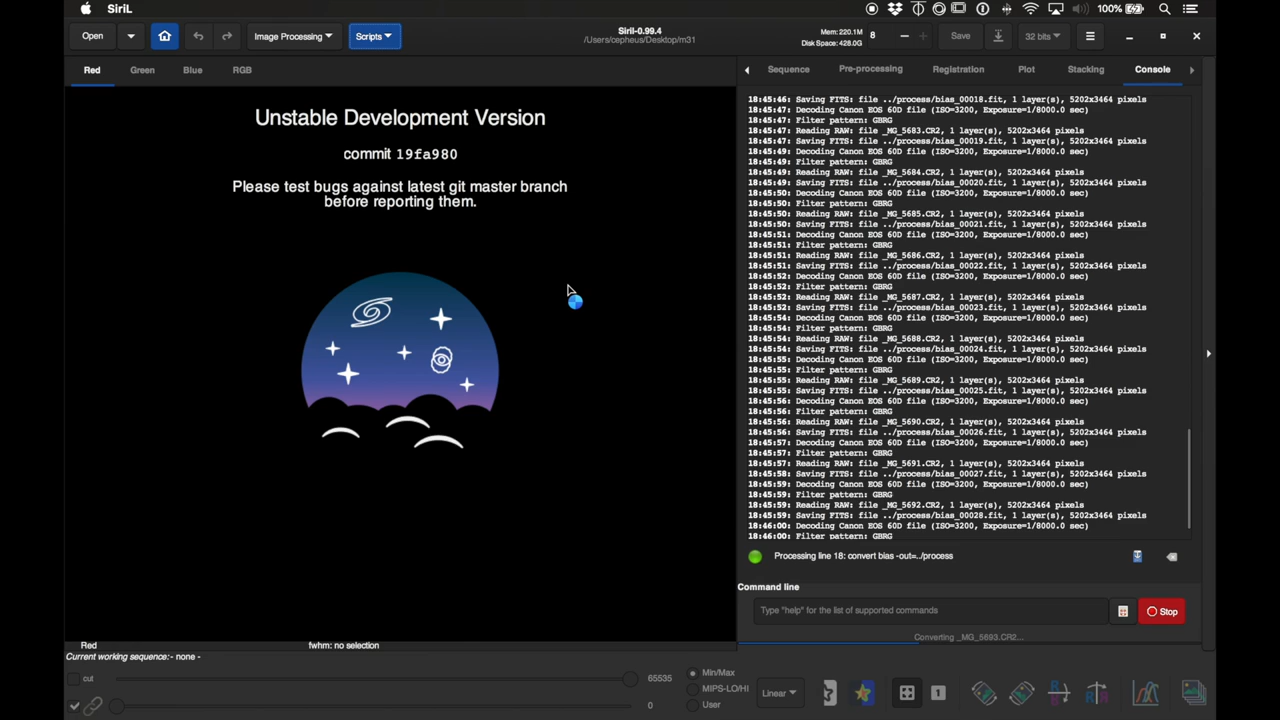 SiriL
100%
Open
Image Processing
Scripts
Siril-0.99.4
/Users/cepheus/Desktop/m31
Mem: 220.1M
Disk Space: 428.0G
8
Save
32 bits
Red
Green
Blue
RGB
Sequence
Pre-processing
Registration
Plot
Stacking
Console
Unstable Development Version
commit 19fa980
Please test bugs against latest git master branch
before reporting them.
18:45:46: Saving FITS: file ../process/bias_00018.fit, 1 layer(s), 5202x3464 pixels
18:45:47: Decoding Canon EOS 60D file (ISO=3200, Exposure=1/8000.0 sec)
18:45:47: Filter pattern: GBRG
18:45:47: Reading RAW: file _MG_5683.CR2, 1 layer(s), 5202x3464 pixels
18:45:47: Saving FITS: file ../process/bias_00019.fit, 1 layer(s), 5202x3464 pixels
18:45:49: Decoding Canon EOS 60D file (ISO=3200, Exposure=1/8000.0 sec)
18:45:49: Filter pattern: GBRG
18:45:49: Reading RAW: file _MG_5684.CR2, 1 layer(s), 5202x3464 pixels
18:45:49: Saving FITS: file ../process/bias_00020.fit, 1 layer(s), 5202x3464 pixels
18:45:50: Decoding Canon EOS 60D file (ISO=3200, Exposure=1/8000.0 sec)
18:45:50: Filter pattern: GBRG
18:45:50: Reading RAW: file _MG_5685.CR2, 1 layer(s), 5202x3464 pixels
18:45:50: Saving FITS: file ../process/bias_00021.fit, 1 layer(s), 5202x3464 pixels
18:45:51: Decoding Canon EOS 60D file (ISO=3200, Exposure=1/8000.0 sec)
18:45:51: Filter pattern: GBRG
18:45:51: Reading RAW: file _MG_5686.CR2, 1 layer(s), 5202x3464 pixels
18:45:51: Saving FITS: file ../process/bias_00022.fit, 1 layer(s), 5202x3464 pixels
18:45:52: Decoding Canon EOS 60D file (ISO=3200, Exposure=1/8000.0 sec)
18:45:52: Filter pattern: GBRG
18:45:52: Reading RAW: file _MG_5687.CR2, 1 layer(s), 5202x3464 pixels
18:45:52: Saving FITS: file ../process/bias_00023.fit, 1 layer(s), 5202x3464 pixels
18:45:54: Decoding Canon EOS 60D file (ISO=3200, Exposure=1/8000.0 sec)
18:45:54: Filter pattern: GBRG
18:45:54: Reading RAW: file _MG_5688.CR2, 1 layer(s), 5202x3464 pixels
18:45:54: Saving FITS: file ../process/bias_00024.fit, 1 layer(s), 5202x3464 pixels
18:45:55: Decoding Canon EOS 60D file (ISO=3200, Exposure=1/8000.0 sec)
18:45:55: Filter pattern: GBRG
18:45:55: Reading RAW: file _MG_5689.CR2, 1 layer(s), 5202x3464 pixels
18:45:55: Saving FITS: file ../process/bias_00025.fit, 1 layer(s), 5202x3464 pixels
18:45:56: Decoding Canon EOS 60D file (ISO=3200, Exposure=1/8000.0 sec)
18:45:56: Filter pattern: GBRG
18:45:56: Reading RAW: file _MG_5690.CR2, 1 layer(s), 5202x3464 pixels
18:45:56: Saving FITS: file ../process/bias_00026.fit, 1 layer(s), 5202x3464 pixels
18:45:57: Decoding Canon EOS 60D file (ISO=3200, Exposure=1/8000.0 sec)
18:45:57: Filter pattern: GBRG
18:45:57: Reading RAW: file _MG_5691.CR2, 1 layer(s), 5202x3464 pixels
18:45:58: Saving FITS: file ../process/bias_00027.fit, 1 layer(s), 5202x3464 pixels
18:45:59: Decoding Canon EOS 60D file (ISO=3200, Exposure=1/8000.0 sec)
18:45:59: Filter pattern: GBRG
18:45:59: Reading RAW: file _MG_5692.CR2, 1 layer(s), 5202x3464 pixels
18:45:59: Saving FITS: file ../process/bias_00028.fit, 1 layer(s), 5202x3464 pixels
18:46:00: Decoding Canon EOS 60D file (ISO=3200, Exposure=1/8000.0 sec)
18:46:00: Filter pattern: GBRG
Processing line 18: convert bias -out=../process
Command line
Type "help" for the list of supported commands
Stop
Converting _MG_5693.CR2...
Red
fwhm: no selection
Current working sequence:- none -
cut
65535
0
Min/Max
MIPS-LO/HI
User
Linear
1